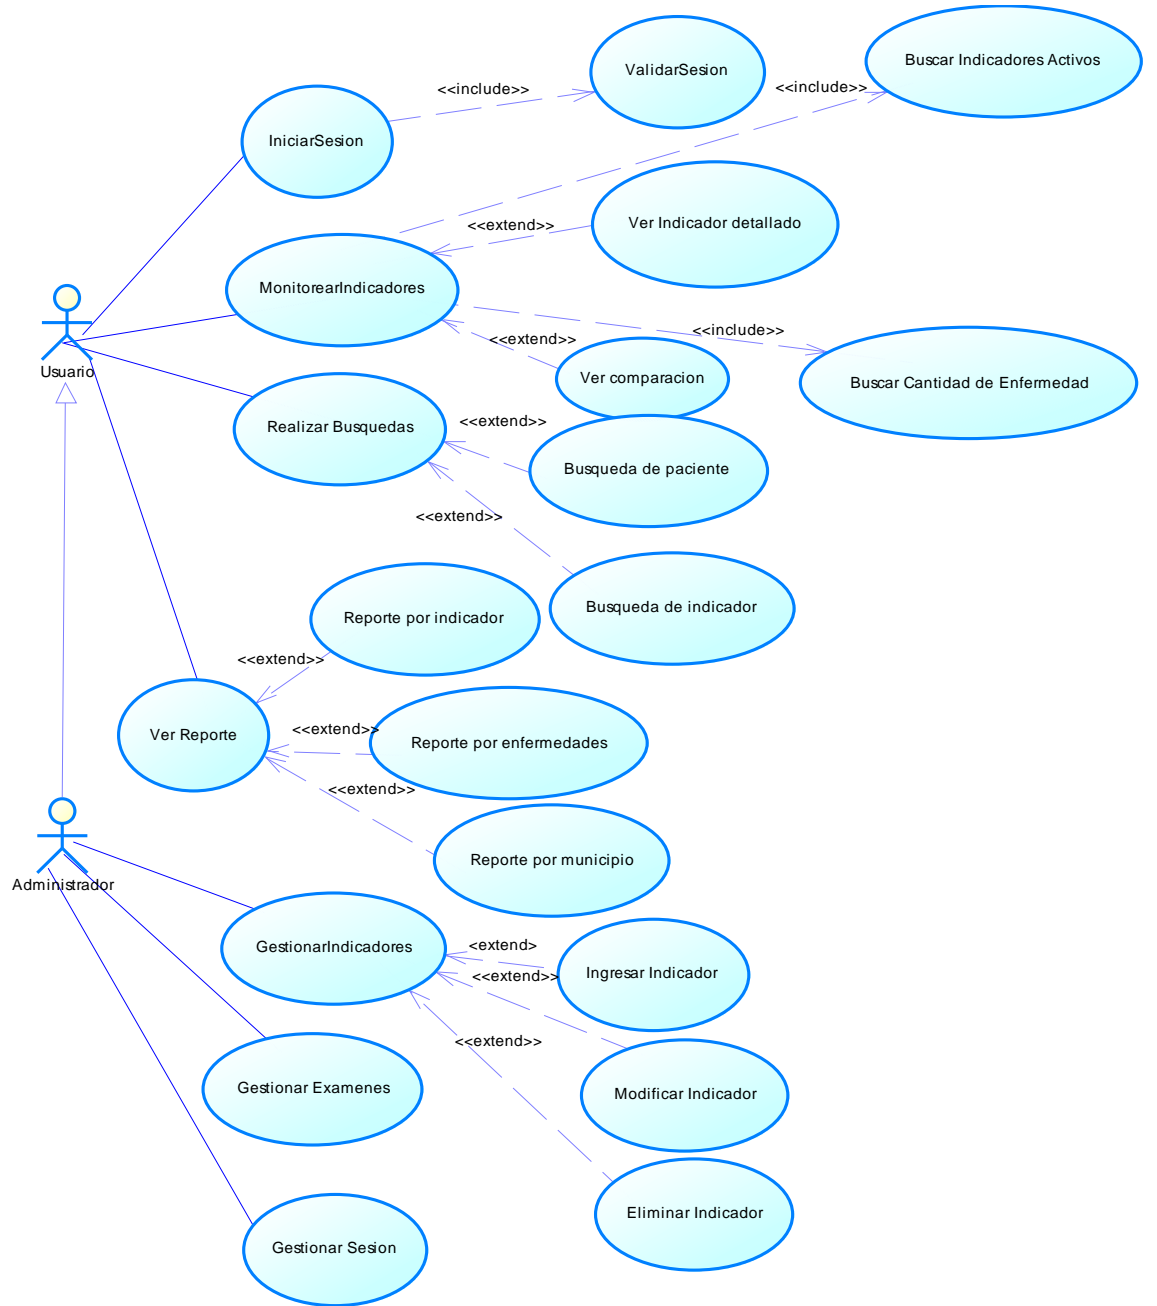 Buscar Indicadores Activos
ValidarSesion
<<include>>
<<include>>
IniciarSesion
Ver Indicador detallado
<<extend>>
MonitorearIndicadores
<<include>>
<<extend>>
Usuario
Ver comparacion
Buscar Cantidad de Enfermedad
<<extend>>
Realizar Busquedas
Busqueda de paciente
<<extend>>
Busqueda de indicador
Reporte por indicador
<<extend>>
<<extend>>
Ver Reporte
Reporte por enfermedades
<<extend>>
Reporte por municipio
Administrador
GestionarIndicadores
<extend>
Ingresar Indicador
<<extend>>
<<extend>>
Gestionar Examenes
Modificar Indicador
Eliminar Indicador
Gestionar Sesion